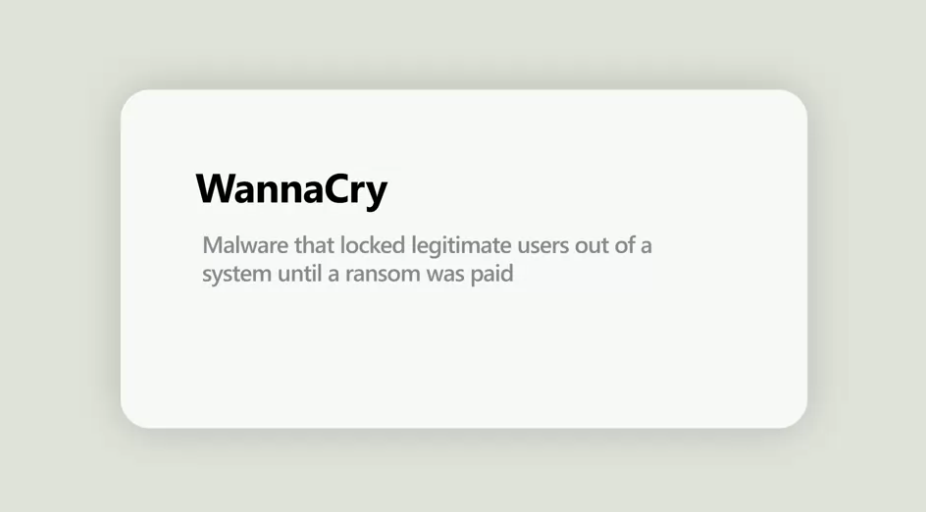 WannaCry
Malware that locked legitimate users out of a
system until a ransom was paid